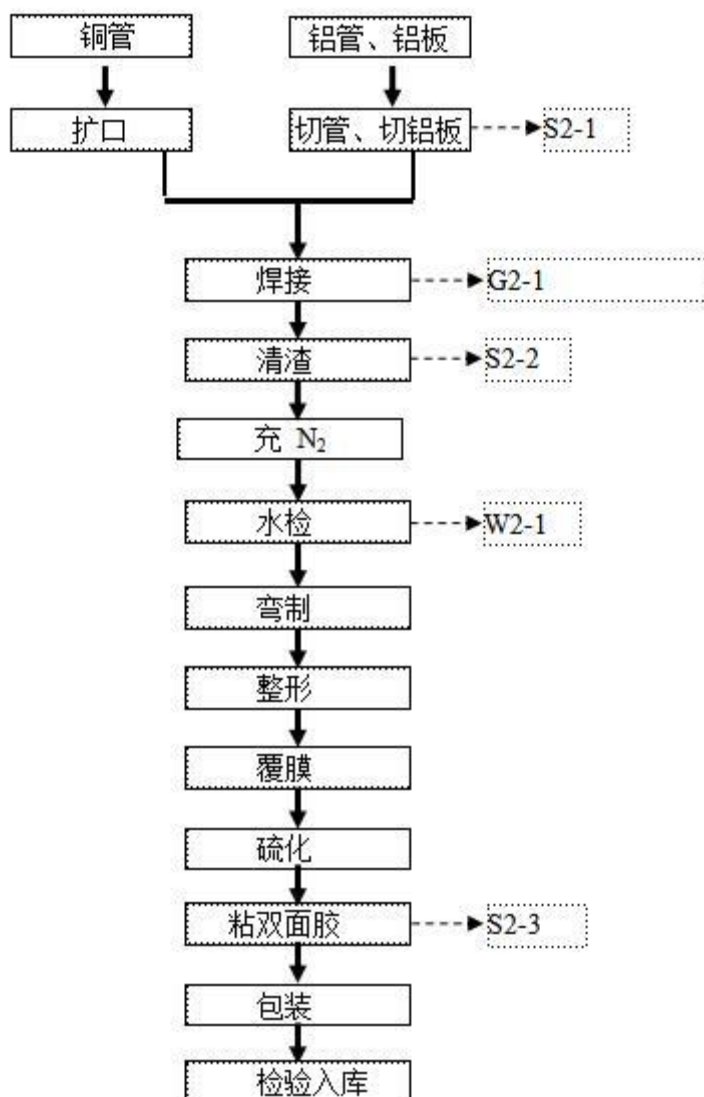 铜管
铝管、铝板
扩口
切管、切铝板
S2-1
焊接
G2-1
清渣
S2-2
充 N₂
水检
W2-1
弯制
整形
覆膜
硫化
粘双面胶
S2-3
包装
检验入库